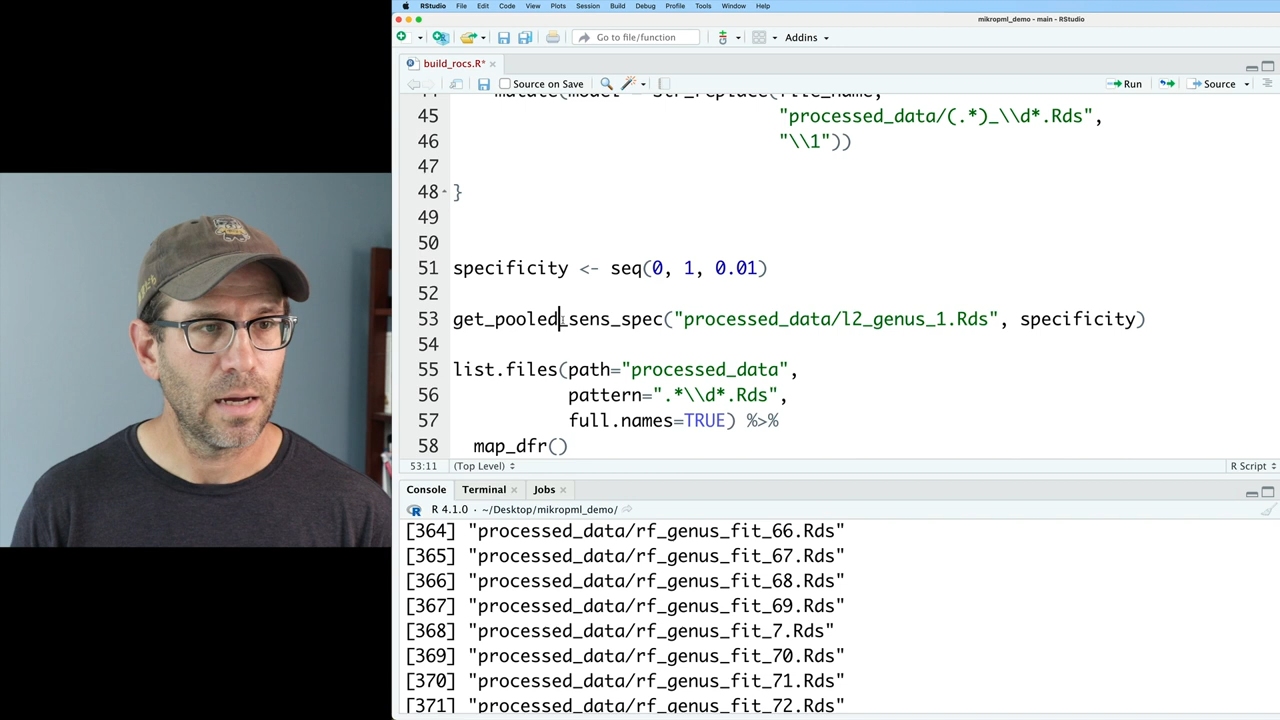 RStudio File Edit Code View Plots Session Build Debug Profile Tools Window Help
mikropml_demo - main - RStudio
Go to file/function Addins
build_rocs.R*
Source on Save Run Source
45 "processed_data/(.*)_\\d*.Rds",
46 "\\1"))
47
48 }
49
50
51 specificity <- seq(0, 1, 0.01)
52
53 get_pooled_sens_spec("processed_data/l2_genus_1.Rds", specificity)
54
55 list.files(path="processed_data",
56 pattern=".*\\d*.Rds",
57 full.names=TRUE) %>%
58 map_dfr()
53:11 (Top Level) R Script
Console Terminal Jobs
R 4.1.0 · ~/Desktop/mikropml_demo/
[364] "processed_data/rf_genus_fit_66.Rds"
[365] "processed_data/rf_genus_fit_67.Rds"
[366] "processed_data/rf_genus_fit_68.Rds"
[367] "processed_data/rf_genus_fit_69.Rds"
[368] "processed_data/rf_genus_fit_7.Rds"
[369] "processed_data/rf_genus_fit_70.Rds"
[370] "processed_data/rf_genus_fit_71.Rds"
[371] "processed_data/rf_genus_fit_72.Rds"